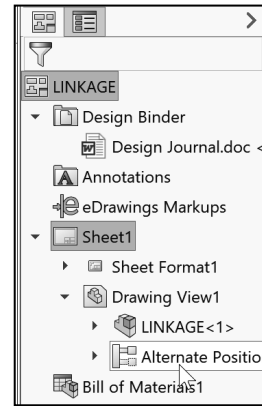 LINKAGE
Design Binder
Design Journal.doc <
Annotations
eDrawings Markups
Sheet1
Sheet Format1
Drawing View1
LINKAGE<1>
Alternate Positio
Bill of Materials1